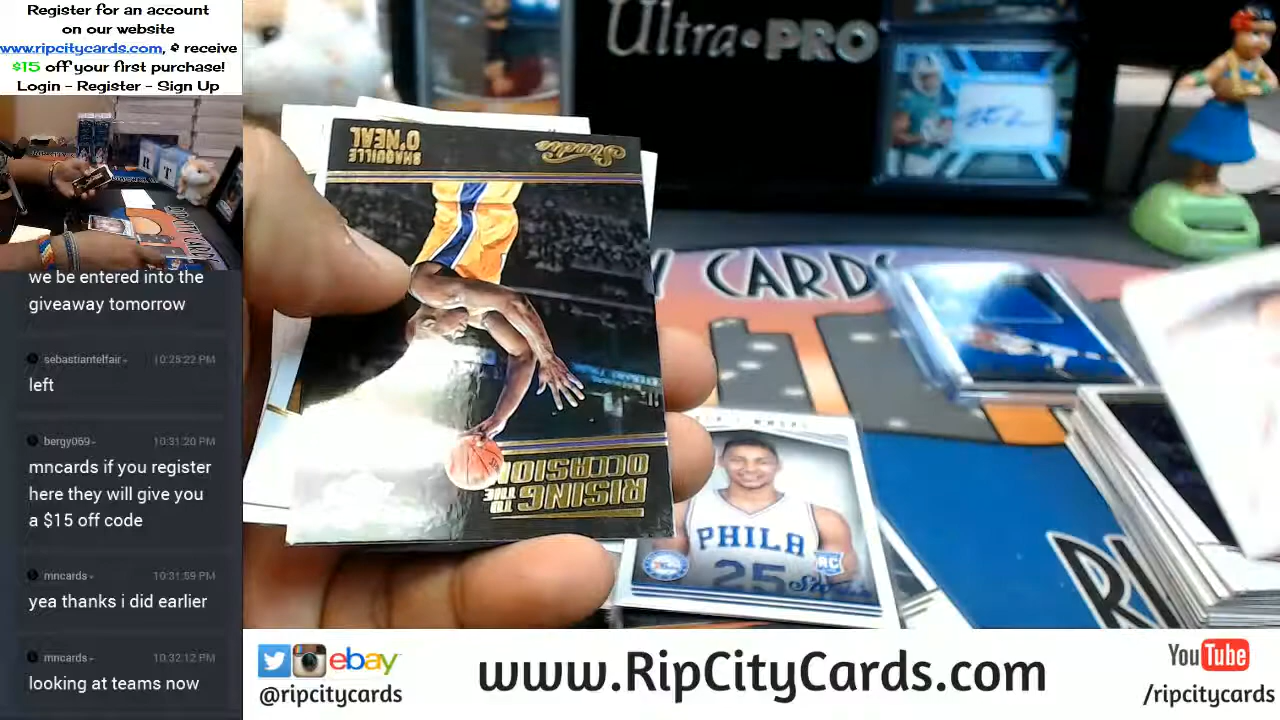 Register for an account
on our website
www.ripcitycards.com, & receive
$15 off your first purchase!
Login - Register - Sign Up
we be entered into the
giveaway tomorrow
sebastiantelfair 10:28:22 PM
left
bergy069 10:31:20 PM
mncards if you register
here they will give you
a $15 off code
mncards 10:31:59 PM
yea thanks i did earlier
mncards 10:32:12 PM
looking at teams now
Ultra PRO
SHAQUILLE
O'NEAL
Studio
RISING
TO THE
OCCASION
CARDS
PHILA
25
RC
RI
ebay
@ripcitycards
www.RipCityCards.com
YouTube
/ripcitycards